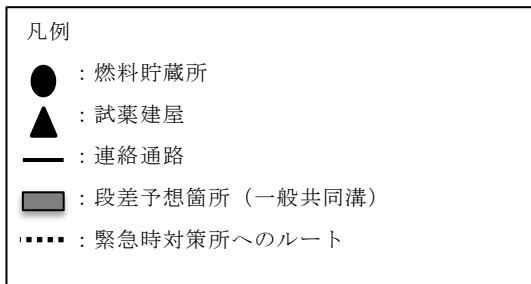 凡例
：燃料貯蔵所
：試薬建屋
：連絡通路
：段差予想箇所（一般共同溝）
：緊急時対策所へのルート